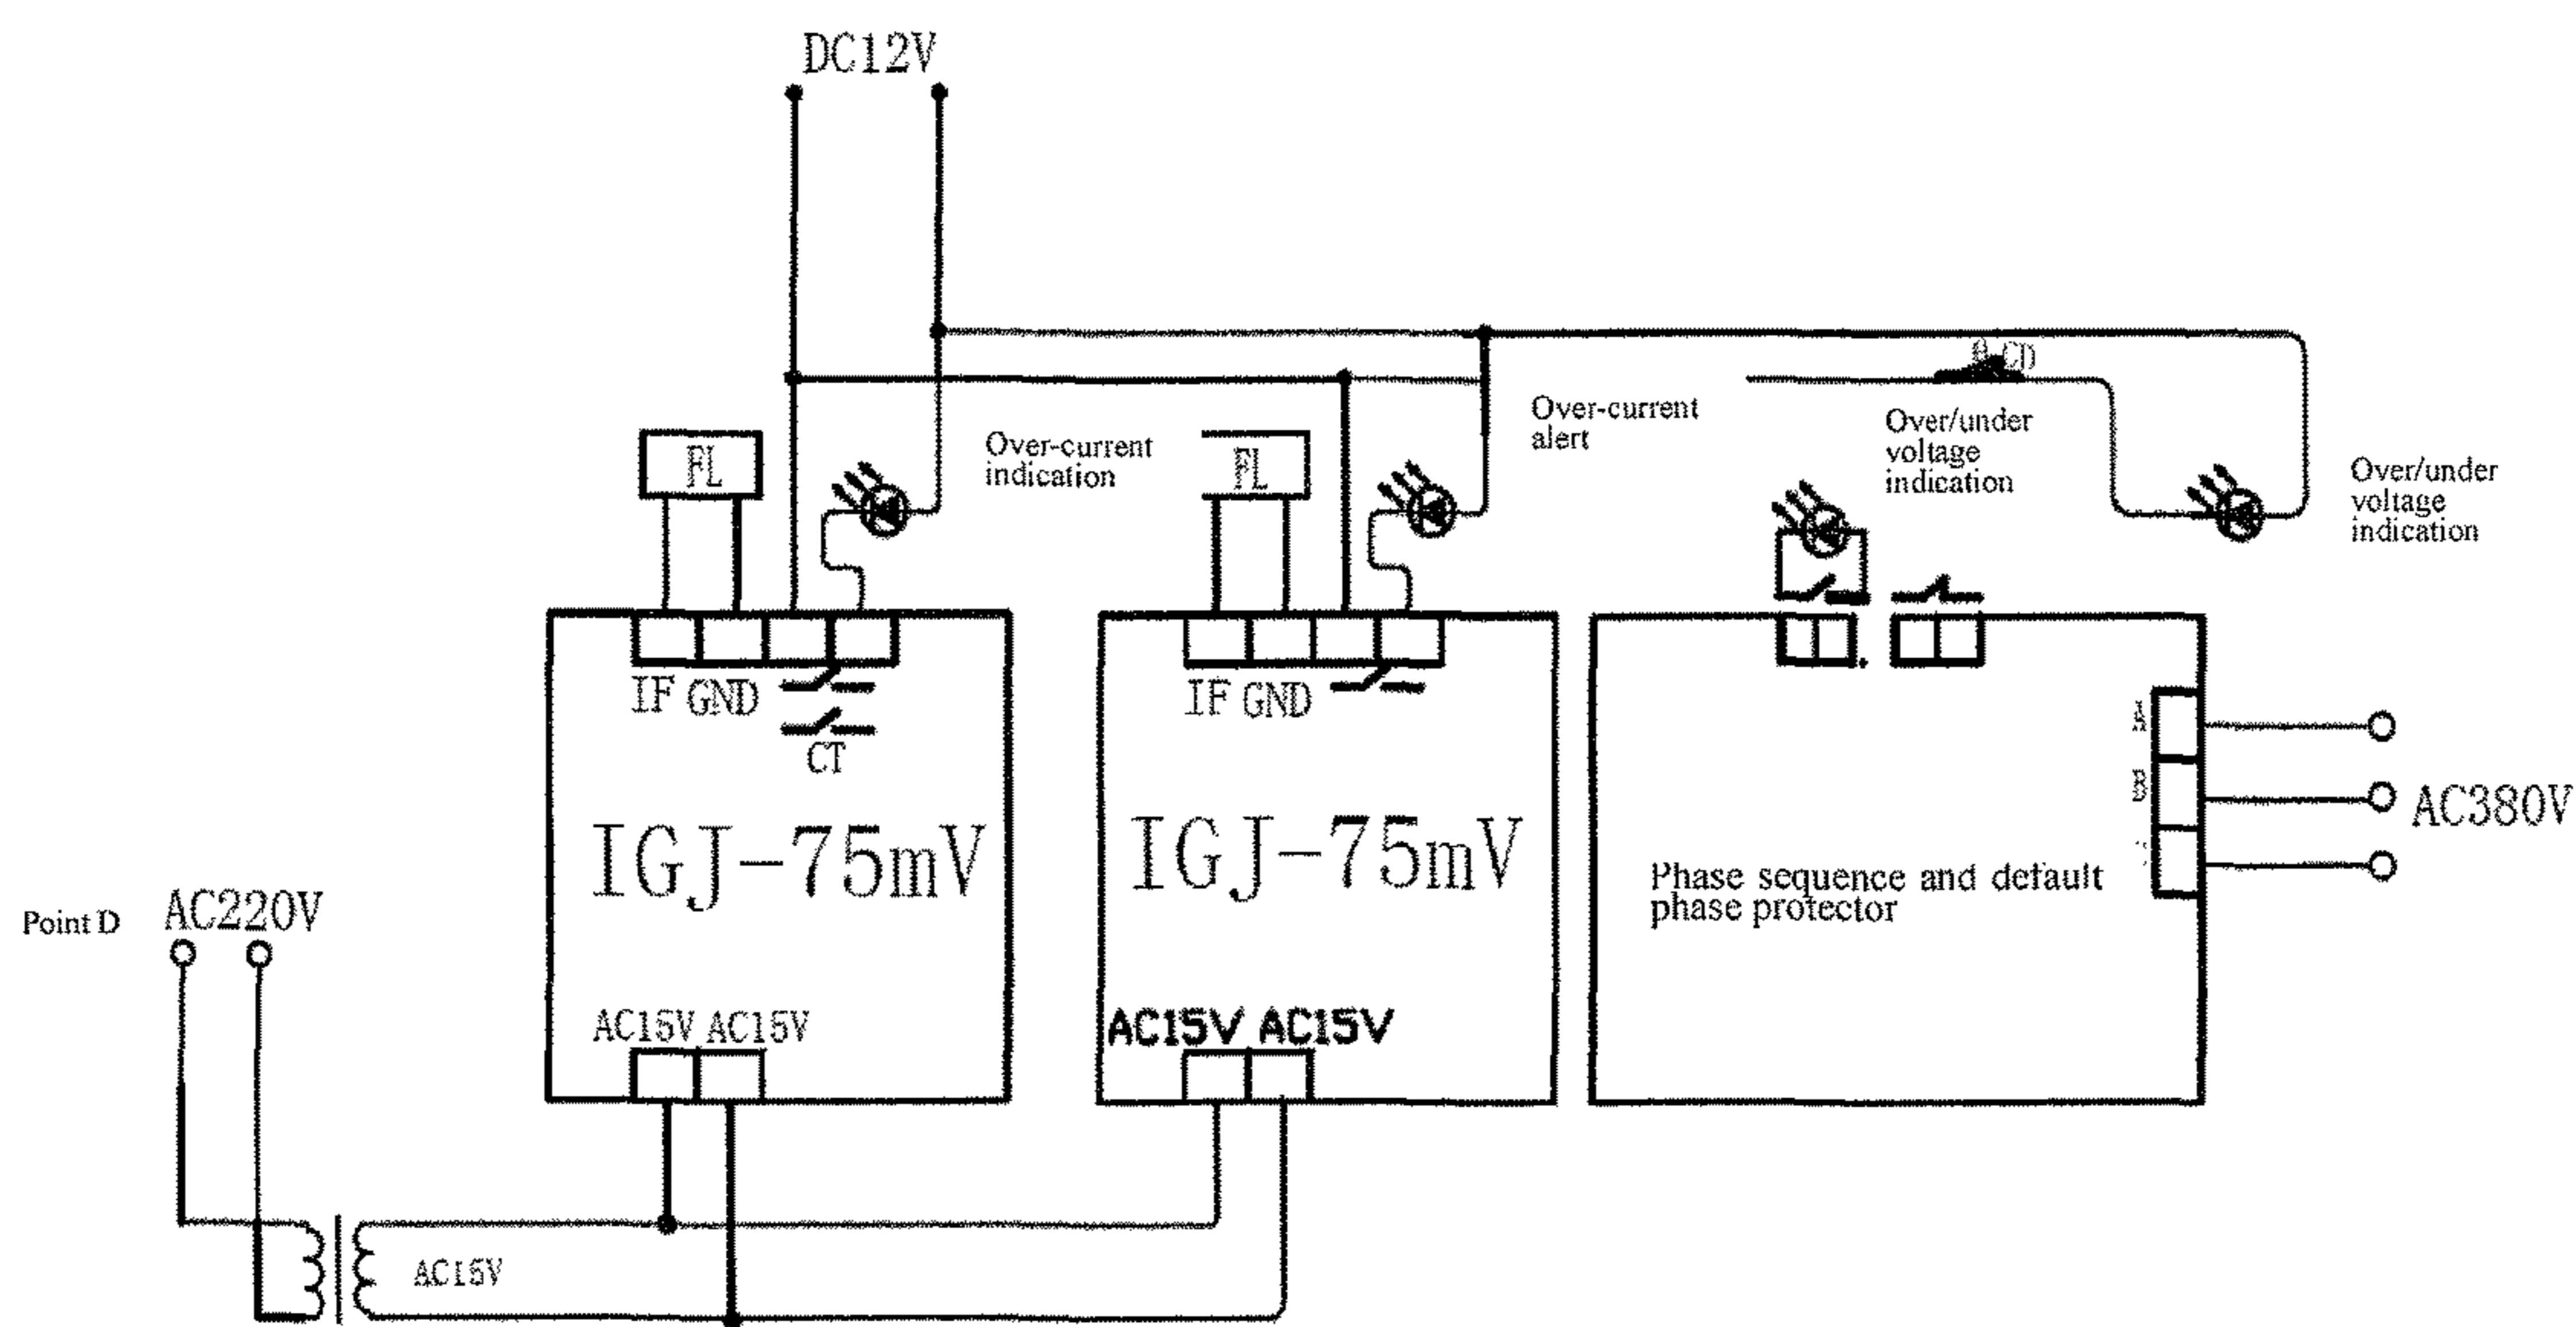 DC12V
CD
Over-current
alert
Over/under
voltage
indication
Over-current
indication
FL
FL
Over/under
voltage
indication
IF GND
CT
IF GND
A
B
AC380V
IGJ-75mV
IGJ-75mV
Phase sequence and default
phase protector
Point D
AC220V
AC15V AC15V
AC15V AC15V
AC15V